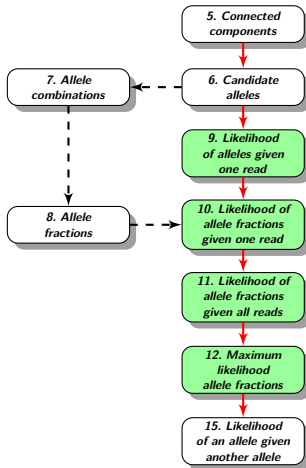 5. Connected
components
7. Allele
combinations
6. Candidate
alleles
9. Likelihood
of alleles given
one read
8. Allele
fractions
10. Likelihood of
allele fractions
given one read
11. Likelihood of
allele fractions
given all reads
12. Maximum
likelihood
allele fractions
15. Likelihood
of an allele given
another allele